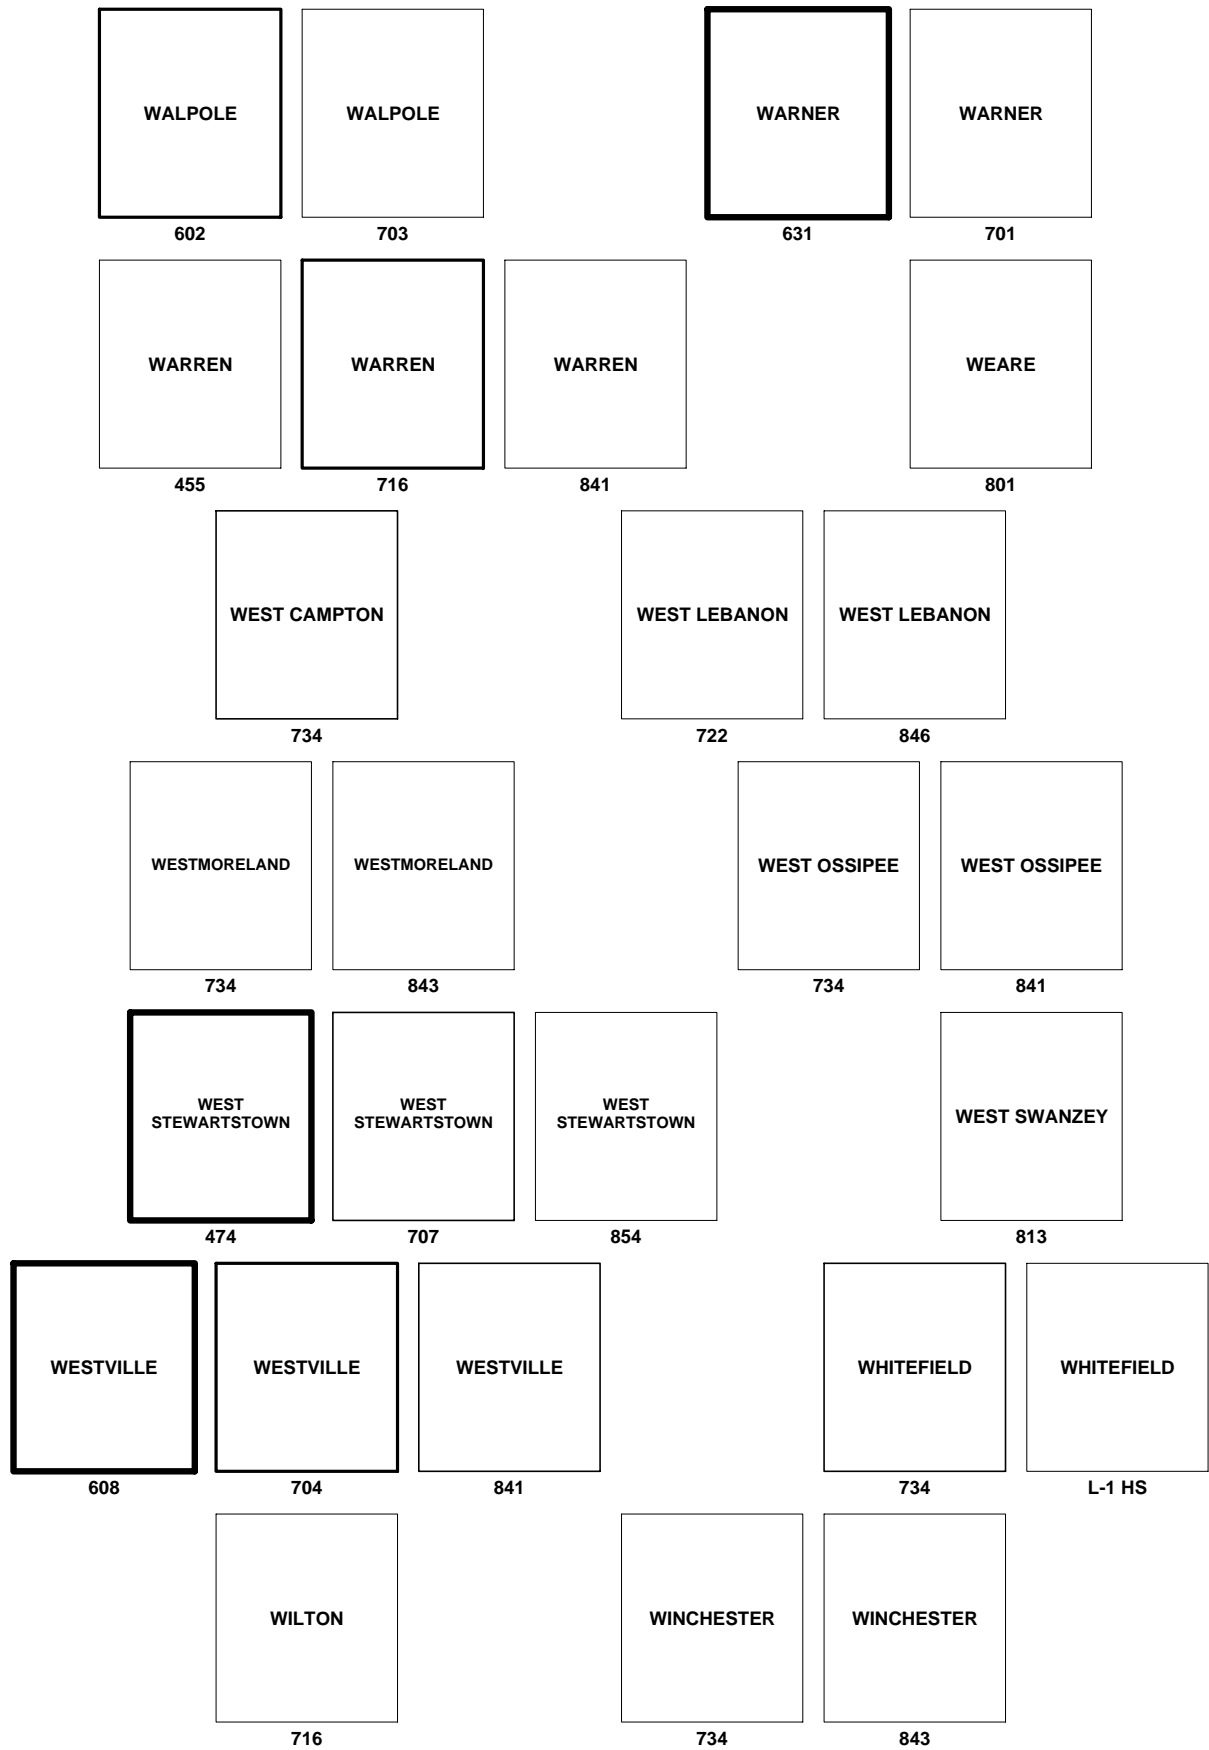 WALPOLE WALPOLE WARNER WARNER
602 703 631 701
WARREN WARREN WARREN WEARE
455 716 841 801
WEST CAMPTON WEST LEBANON WEST LEBANON
734 722 846
WESTMORELAND WESTMORELAND WEST OSSIPEE WEST OSSIPEE
734 843 734 841
WEST
STEWARTSTOWN
WEST
STEWARTSTOWN
WEST
STEWARTSTOWN
WEST SWANZEY
474 707 854 813
WESTVILLE WESTVILLE WESTVILLE WHITEFIELD WHITEFIELD
608 704 841 734 L-1 HS
WILTON WINCHESTER WINCHESTER
716 734 843